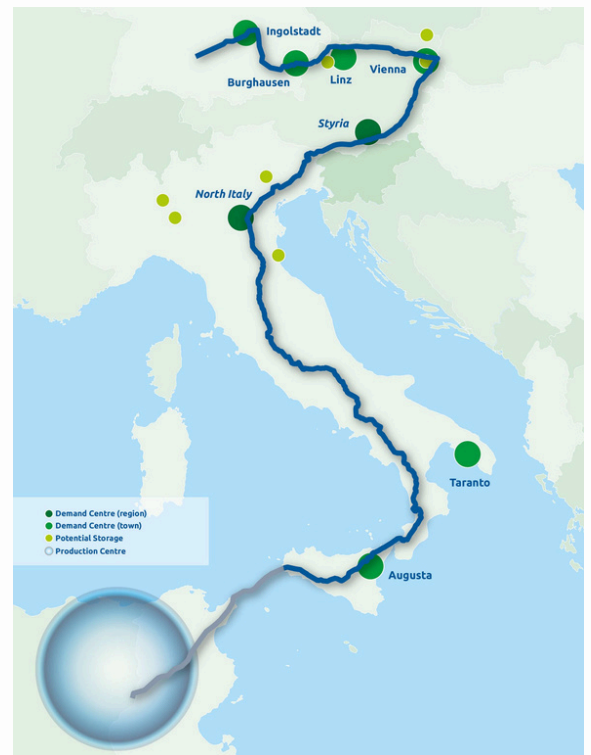 Ingolstadt
Burghausen
Linz
Vienna
Styria
North Italy
Taranto
Augusta
Demand Centre (region)
Demand Centre (town)
Potential Storage
Production Centre